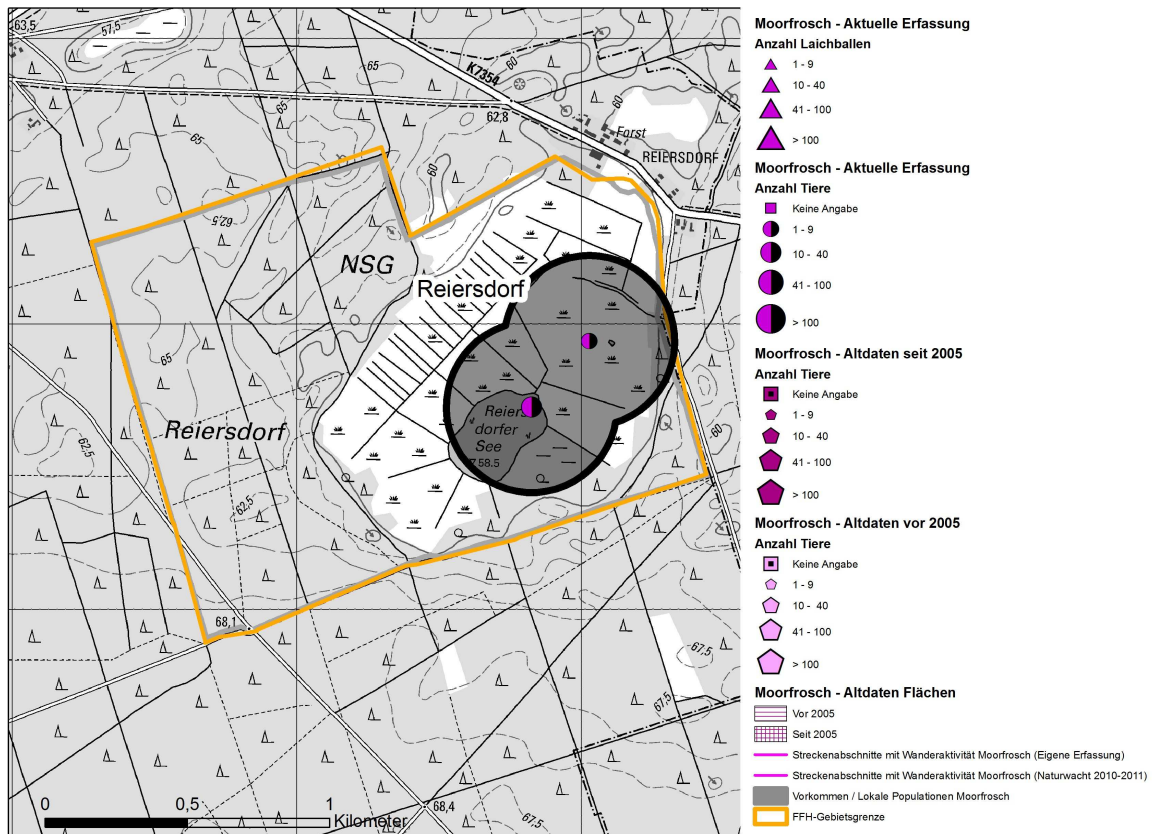 63,5
57,5
65
K7354
60
62,8
65
60
Forst
REIERSDORF
65
60
62,5
NSG
Reiersdorf
65
Reiersdorf
Reiers
dorfer
See
58.5
60
62,5
62,5
68,1
67,5
67,5
68,4
67,5
0 0,5 1
Kilometer
Moorfrosch - Aktuelle Erfassung
Anzahl Laichballen
1 - 9
10 - 40
41 - 100
> 100
Moorfrosch - Aktuelle Erfassung
Anzahl Tiere
Keine Angabe
1 - 9
10 - 40
41 - 100
> 100
Moorfrosch - Altdaten seit 2005
Anzahl Tiere
Keine Angabe
1 - 9
10 - 40
41 - 100
> 100
Moorfrosch - Altdaten vor 2005
Anzahl Tiere
Keine Angabe
1 - 9
10 - 40
41 - 100
> 100
Moorfrosch - Altdaten Flächen
Vor 2005
Seit 2005
Streckenabschnitte mit Wanderaktivität Moorfrosch (Eigene Erfassung)
Streckenabschnitte mit Wanderaktivität Moorfrosch (Naturwacht 2010-2011)
Vorkommen / Lokale Populationen Moorfrosch
FFH-Gebietsgrenze